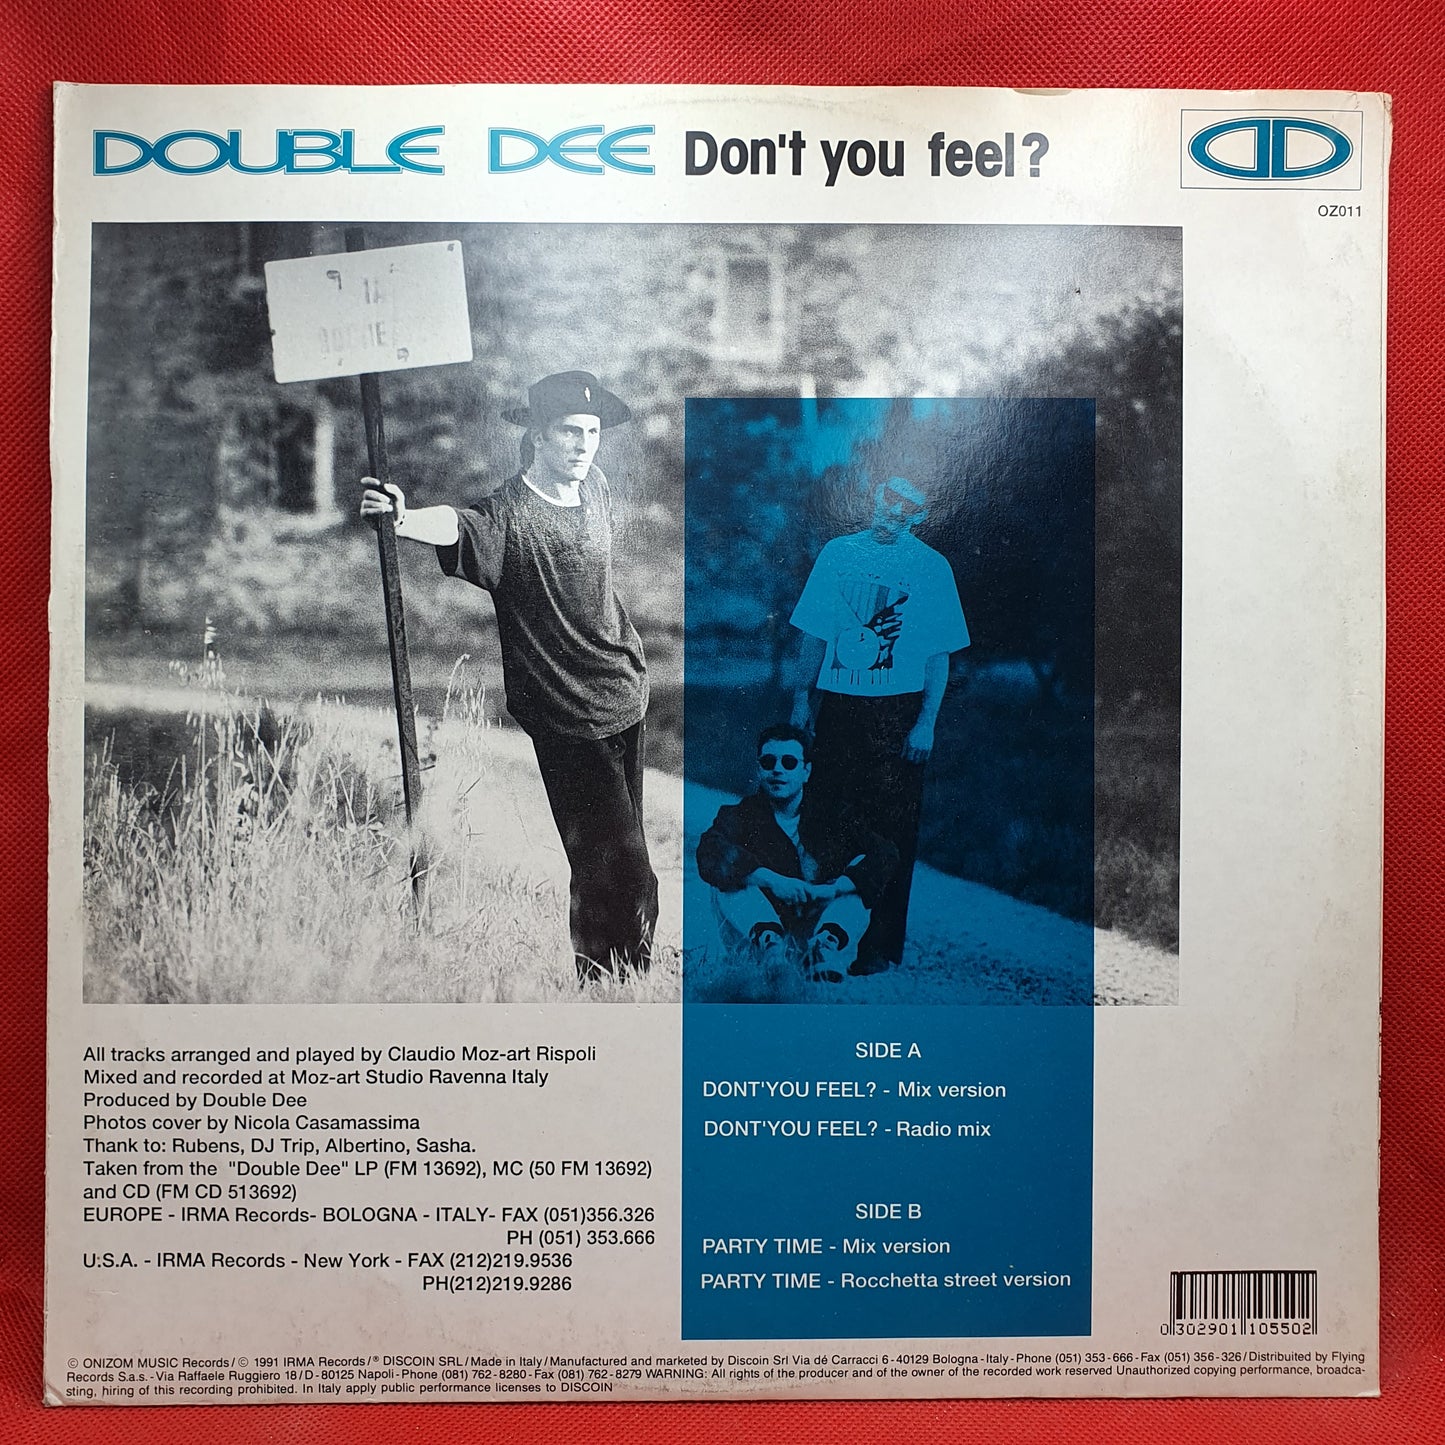 DOUBLE DEE Don't you feel?
DD
OZ011
IA
All tracks arranged and played by Claudio Moz-art Rispoli
Mixed and recorded at Moz-art Studio Ravenna Italy
Produced by Double Dee
Photos cover by Nicola Casamassima
Thank to: Rubens, DJ Trip, Albertino, Sasha.
Taken from the "Double Dee" LP (FM 13692), MC (50 FM 13692)
and CD (FM CD 513692)
EUROPE - IRMA Records- BOLOGNA - ITALY- FAX (051)356.326
PH (051) 353.666
U.S.A. - IRMA Records - New York - FAX (212)219.9536
PH(212)219.9286
SIDE A
DONT'YOU FEEL? - Mix version
DONT'YOU FEEL? - Radio mix
SIDE B
PARTY TIME - Mix version
PARTY TIME - Rocchetta street version
0 302901 105502
© ONIZOM MUSIC Records/© 1991 IRMA Records/® DISCOIN SRL/Made in Italy/Manufactured and marketed by Discoin Srl Via dé Carracci 6-40129 Bologna-Italy-Phone (051) 353-666-Fax (051) 356-326/Distribuited by Flying
Records S.a.s.-Via Raffaele Ruggiero 18/D-80125 Napoli-Phone (081) 762-8280-Fax (081) 762-8279 WARNING: All rights of the producer and of the owner of the recorded work reserved Unauthorized copying performance, broadca-
sting, hiring of this recording prohibited. In Italy apply public performance licenses to DISCOIN